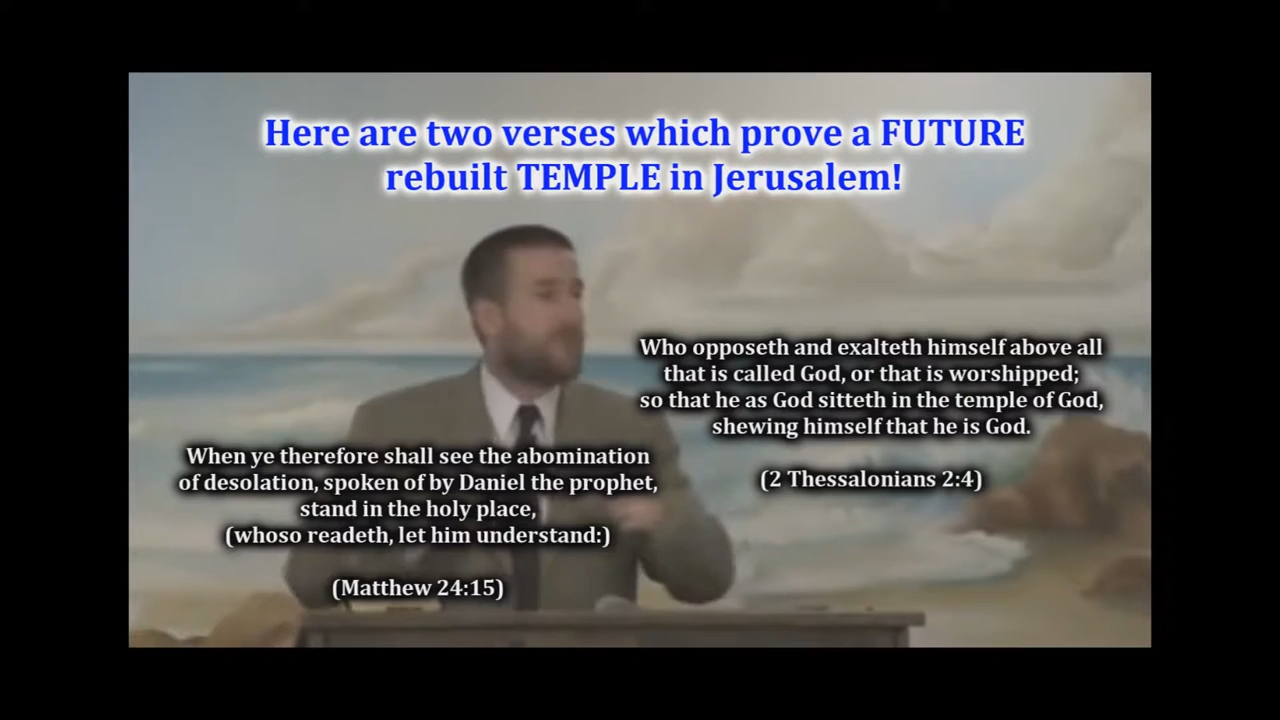 Here are two verses which prove a FUTURE
rebuilt TEMPLE in Jerusalem!
Who opposeth and exalteth himself above all
that is called God, or that is worshipped;
so that he as God sitteth in the temple of God,
shewing himself that he is God.
(2 Thessalonians 2:4)
When ye therefore shall see the abomination
of desolation, spoken of by Daniel the prophet,
stand in the holy place,
(whoso readeth, let him understand:)
(Matthew 24:15)